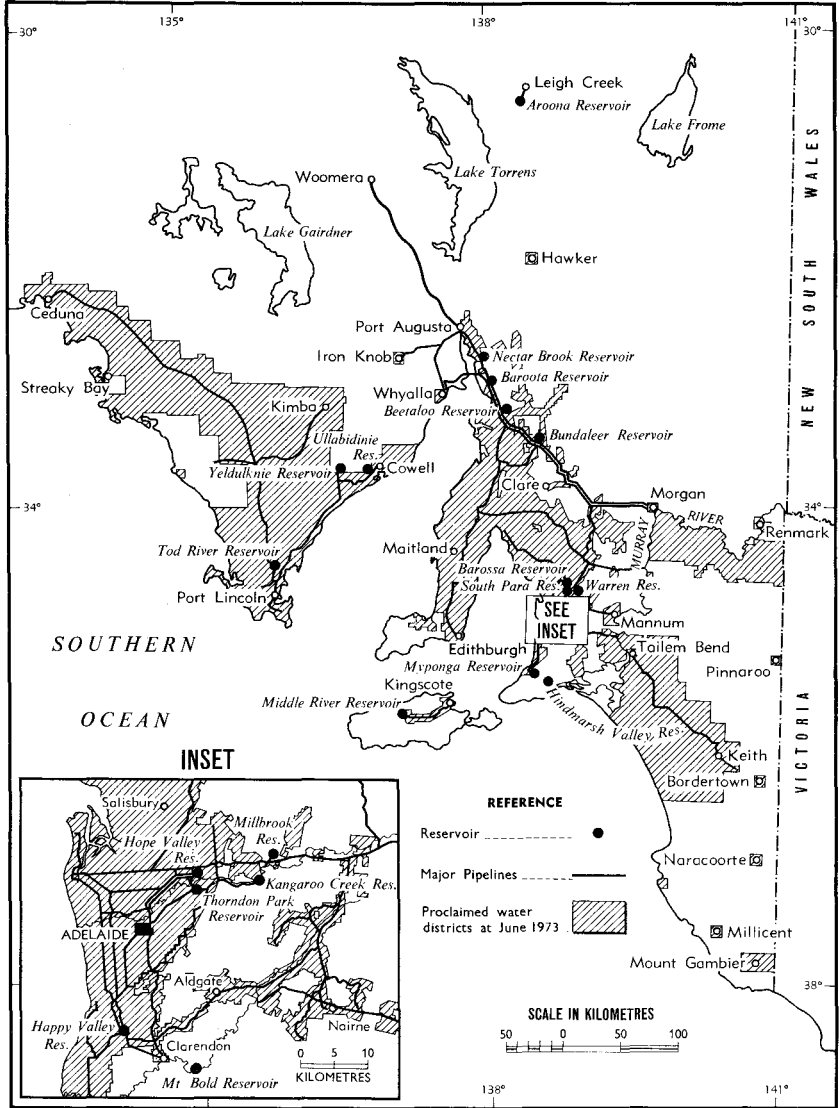 135°
138°
141°
30°
30°
Leigh Creek
Aroona Reservoir
Lake Frome
Lake Torrens
Woomera
Lake Gairdner
Hawker
NEW SOUTH WALES
Ceduna
Port Augusta
Iron Knob
Nectar Brook Reservoir
Baroota Reservoir
Streaky Bay
Whyalla
Beetaloo Reservoir
Kimba
Ullabidinie
Res.
Bundaleer Reservoir
Yeldulknie Reservoir
Cowell
Clare
34°
34°
Morgan
RIVER
MURRAY
Renmark
Tod River Reservoir
Maitland
Barossa Reservoir
South Para Res.
Warren Res.
Port Lincoln
SEE
INSET
Mannum
SOUTHERN
OCEAN
Edithburgh
Tailem Bend
Myponga Reservoir
Pinnaroo
Kingscote
Middle River Reservoir
Hindmarsh Valley, Res.
VICTORIA
Keith
Bordertown
Naracoorte
Millicent
Mount Gambier
38°
38°
INSET
Salisbury
Hope Valley
Res.
Millbrook
Res.
Kangaroo Creek Res.
Thorndon Park
Reservoir
ADELAIDE
Aldgate
Nairne
Happy Valley
Res.
Clarendon
Mt Bold Reservoir
0 5 10
KILOMETRES
REFERENCE
Reservoir
Major Pipelines
Proclaimed water
districts at June 1973
SCALE IN KILOMETRES
50 0 50 100
138°
141°